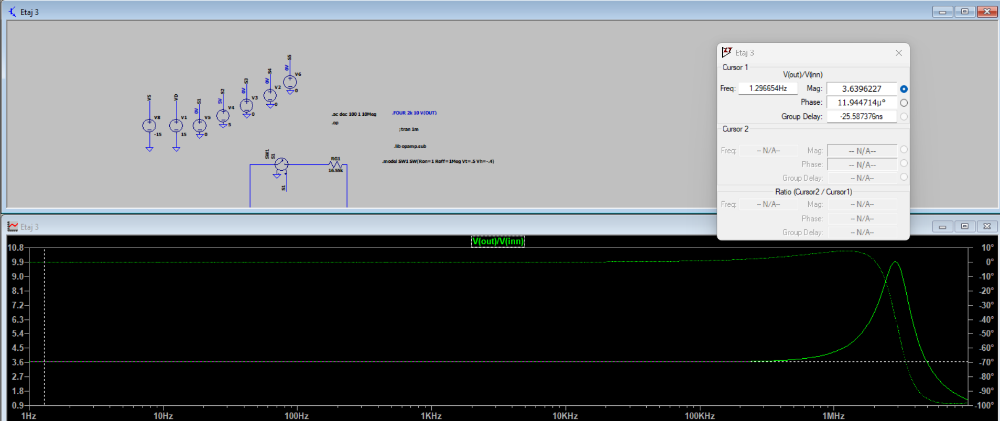 Etaj 3
S5
0V
V6
0
S4
0V
V2
0
S3
0V
V3
0
S2
5V
V4
5
S1
0V
V5
0
VD
V1
15
VS
V8
-15
.ac dec 100 1 10Meg
.FOUR 2k 10 V(OUT)
.op
;tran 1m
.lib opamp.sub
.model SW1 SW(Ron=1 Roff=1Meg Vt=.5 Vh=-.4)
SW1
S1
RG1
16.55k
S1
Etaj 3
Cursor 1
V(out)/V(inn)
Freq: 1.296654Hz Mag: 3.6396227
Phase: 11.944714µ°
Group Delay: -25.587376ns
Cursor 2
Freq: -- N/A-- Mag: -- N/A--
Phase: -- N/A--
Group Delay: -- N/A--
Ratio (Cursor2 / Cursor1)
Freq: -- N/A-- Mag: -- N/A--
Phase: -- N/A--
Group Delay: -- N/A--
Etaj 3
V(out)/V(inn)
10.8 10°
9.9 0°
9.0 -10°
8.1 -20°
7.2 -30°
6.3 -40°
5.4 -50°
4.5 -60°
3.6 -70°
2.7 -80°
1.8 -90°
0.9 -100°
1Hz 10Hz 100Hz 1KHz 10KHz 100KHz 1MHz